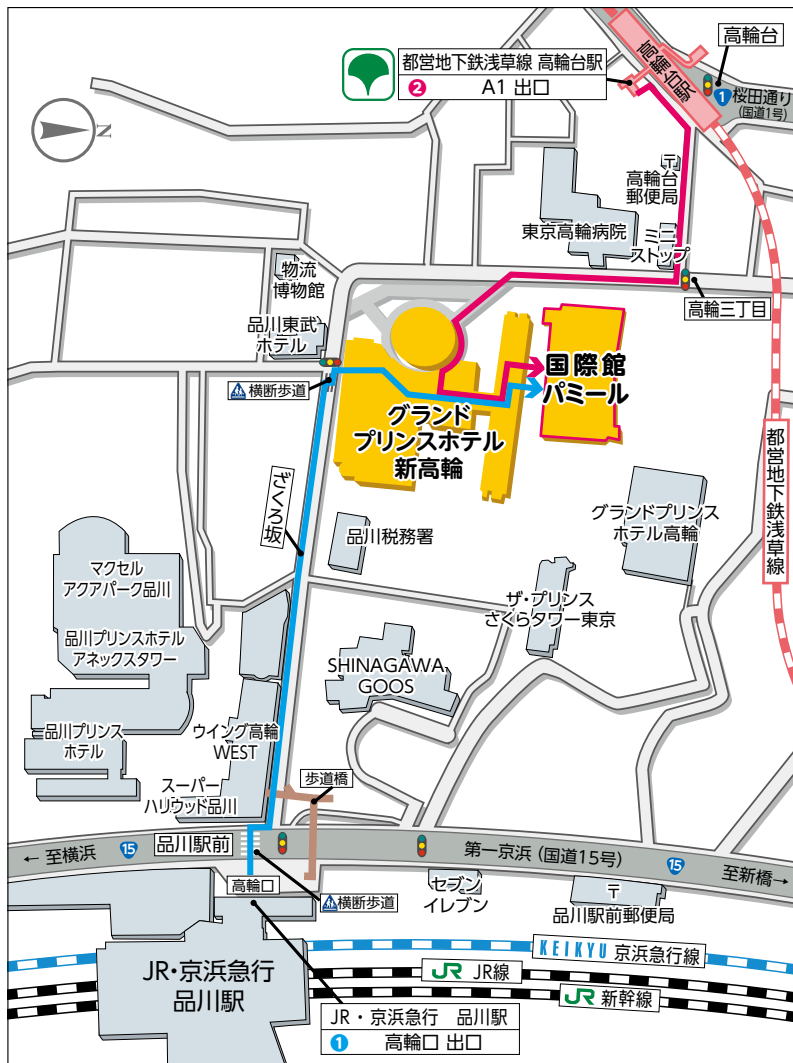 都営地下鉄浅草線 高輪台駅
❷ A1 出口
高輪台駅
高輪台
1 桜田通り
(国道1号)
N
〒
高輪台
郵便局
東京高輪病院
ミニ
ストップ
高輪三丁目
物流
博物館
品川東武
ホテル
横断歩道
国際館
パミール
グランド
プリンスホテル
新高輪
都営地下鉄浅草線
ざくろ坂
品川税務署
グランドプリンス
ホテル高輪
マクセル
アクアパーク品川
ザ・プリンス
さくらタワー東京
品川プリンスホテル
アネックスタワー
SHINAGAWA
GOOS
品川プリンス
ホテル
ウイング高輪
WEST
スーパー
ハリウッド品川
歩道橋
← 至横浜 15 品川駅前
第一京浜 (国道15号)
15 至新橋→
高輪口
横断歩道
セブン
イレブン
〒
品川駅前郵便局
KEIKYU 京浜急行線
JR・京浜急行
品川駅
JR JR線
JR 新幹線
JR・京浜急行 品川駅
❶ 高輪口 出口